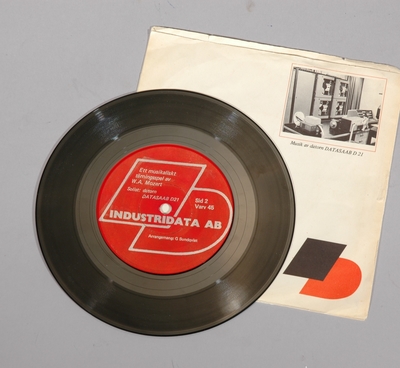 Ett musikaliskt
tärningsspel av
W.A. Mozart
Solist: datorn
DATASAAB D21
Sid 2
Varv 45
INDUSTRIDATA AB
Arrangemang: G Sundqvist
Musik av datorn DATASAAB D 21.